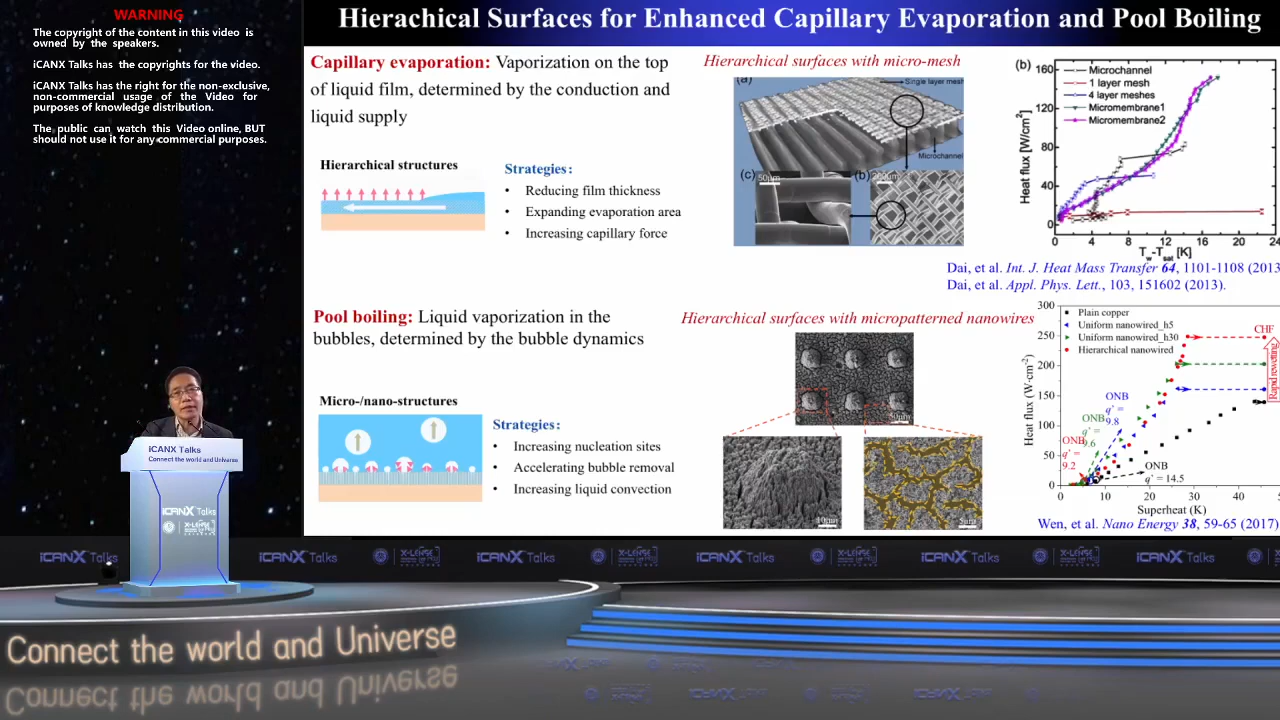 WARNING
The copyright of the content in this video is
owned by the speakers.
iCANX Talks has the copyrights for the video.
iCANX Talks has the right for the non-exclusive,
non-commercial usage of the Video for
purposes of knowledge distribution.
The public can watch this Video online, BUT
should not use it for any commercial purposes.
Hierachical Surfaces for Enhanced Capillary Evaporation and Pool Boiling
Capillary evaporation: Vaporization on the top
of liquid film, determined by the conduction and
liquid supply
Hierarchical structures
Strategies:
• Reducing film thickness
• Expanding evaporation area
• Increasing capillary force
Hierarchical surfaces with micro-mesh
(a)
Single layer mesh
Microchannel
(c)
50μm
(b)
200μm
(b)
Heat flux [W/cm²]
160
120
80
40
0
Microchannel
1 layer mesh
4 layer meshes
Micromembrane1
Micromembrane2
0 4 8 12 16 20 24
Tw-Tsat [K]
Dai, et al. Int. J. Heat Mass Transfer 64, 1101-1108 (2013
Dai, et al. Appl. Phys. Lett., 103, 151602 (2013).
Pool boiling: Liquid vaporization in the
bubbles, determined by the bubble dynamics
Micro-/nano-structures
Strategies:
• Increasing nucleation sites
• Accelerating bubble removal
• Increasing liquid convection
Hierarchical surfaces with micropatterned nanowires
10μm
5μm
Heat flux (W·cm⁻²)
300
250
200
150
100
50
0
Plain copper
Uniform nanowired_h5
Uniform nanowired_h30
Hierarchical nanowired
CHF
Rapid rewetting
ONB
q" =
9.8
ONB
q" =
9.6
ONB
q" =
9.2
ONB
q" = 14.5
0 10 20 30 40 5
Superheat (K)
Wen, et al. Nano Energy 38, 59-65 (2017)
iCANX Talks
Connect the world and Universe
iCANX Talks
X-LENSE
iCANX Talks iCANX Talks X-LENSE iCANX Talks X-LENSE iCANX Talks X-LENSE iCANX Talks X-LENSE
Connect the world and Universe